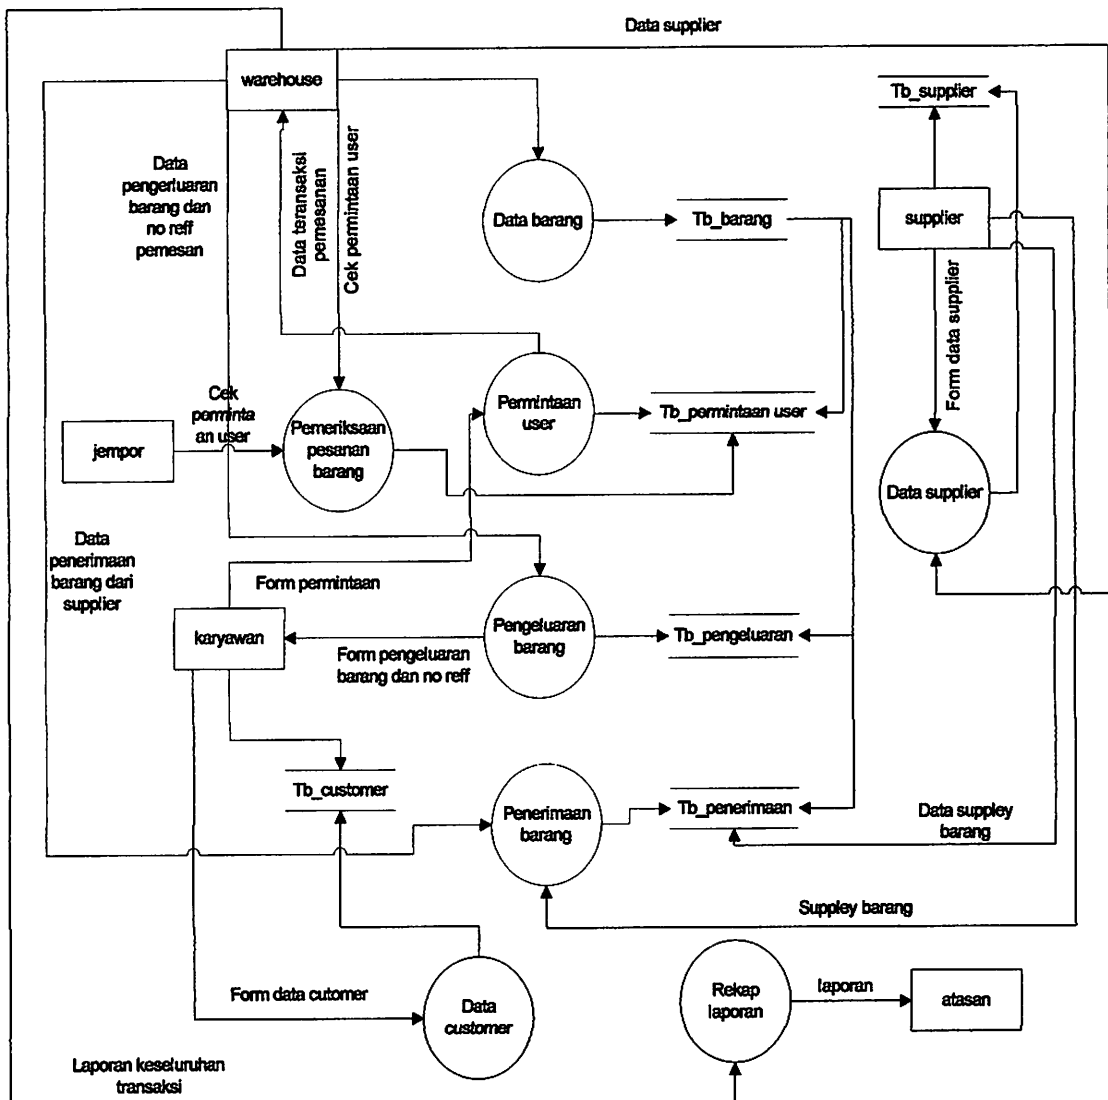 Data supplier
warehouse
Tb_supplier
Data
pengerluaran
barang dan
no reff
pemesan
Data teransaksi
pemesanan
Cek permintaan user
Data barang
Tb_barang
supplier
Form data supplier
Cek
perminta
an user
jempor
Pemeriksaan
pesanan
barang
Permintaan
user
Tb_permintaan user
Data supplier
Data
penerimaan
barang dari
supplier
Form permintaan
karyawan
Pengeluaran
barang
Tb_pengeluaran
Form pengeluaran
barang dan no reff
Tb_customer
Penerimaan
barang
Tb_penerimaan
Data suppley
barang
Suppley barang
Form data cutomer
Data
customer
Rekap
laporan
laporan
atasan
Laporan keseluruhan
transaksi